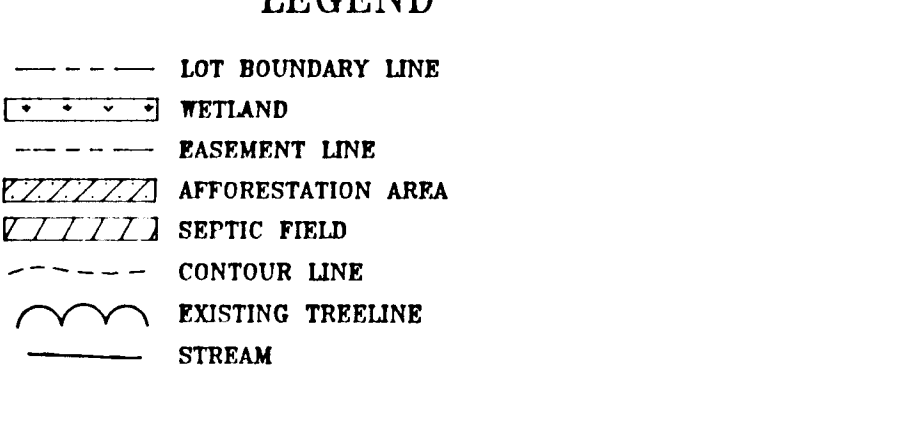 LEGEND
LOT BOUNDARY LINE
WETLAND
EASEMENT LINE
AFFORESTATION AREA
SEPTIC FIELD
CONTOUR LINE
EXISTING TREELINE
STREAM